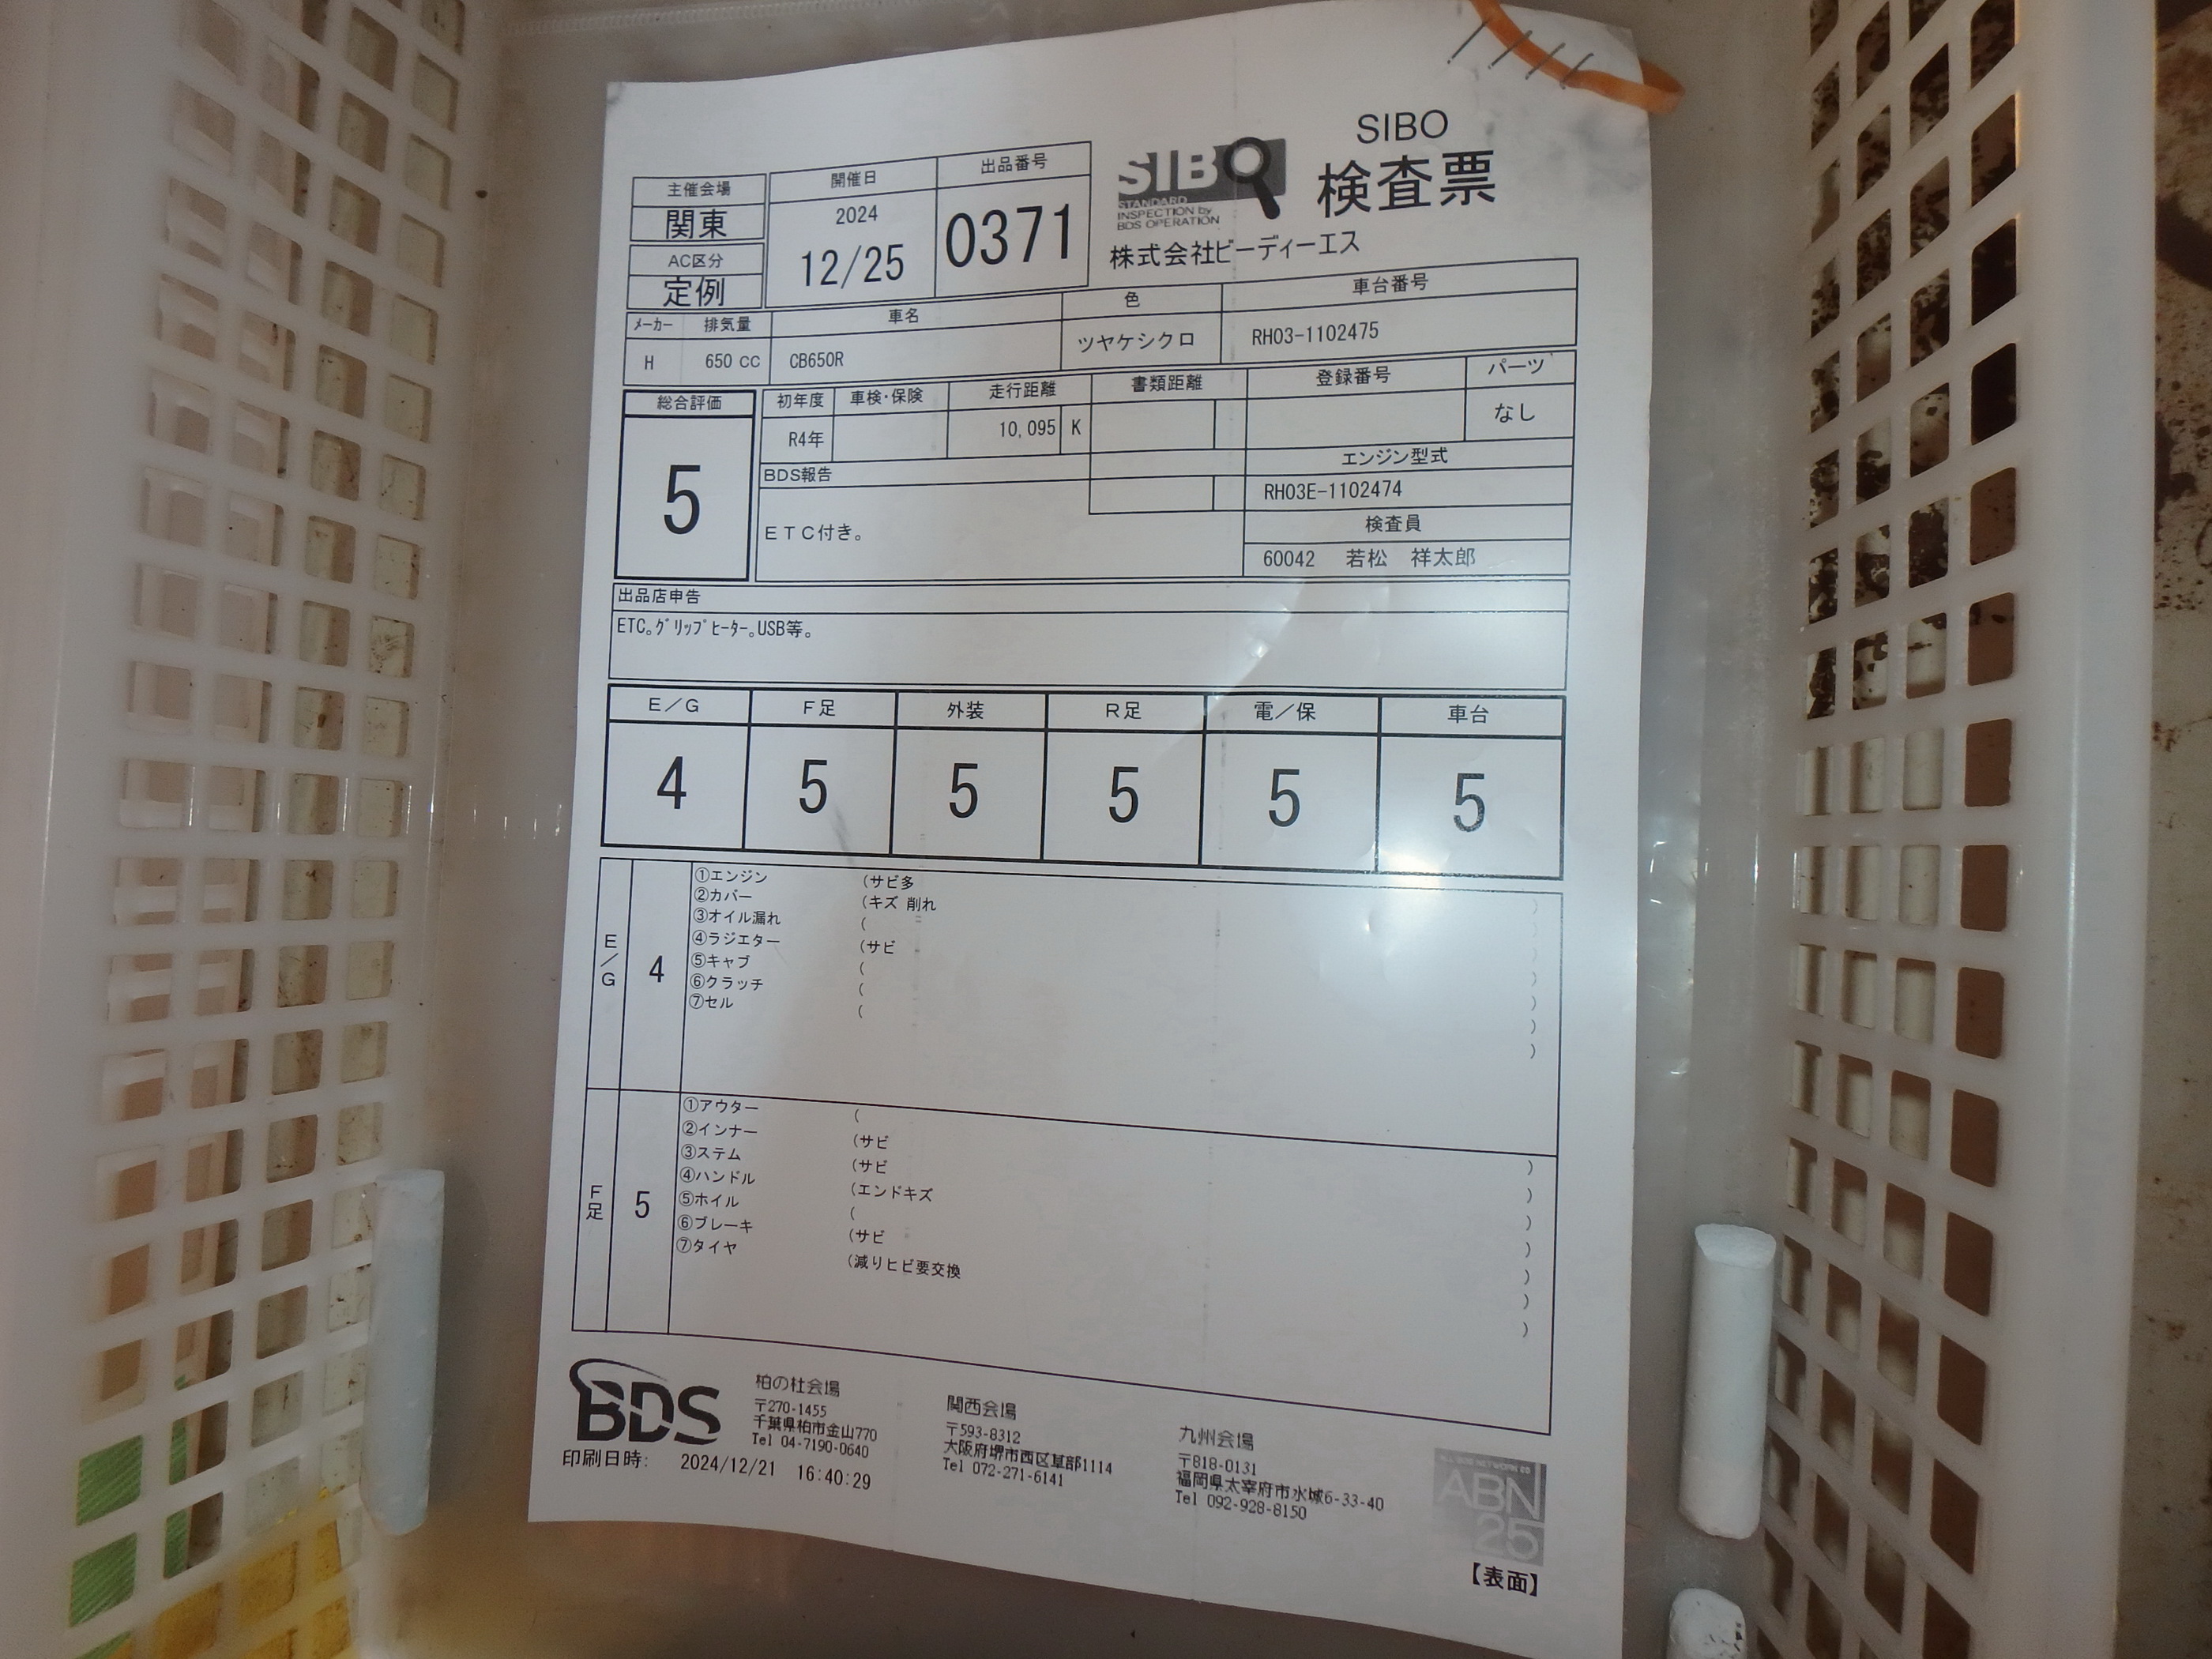 SIBO
検査票
SIBO
STANDARD
INSPECTION by
BDS OPERATION
株式会社ビーディーエス
主催会場
関東
AC区分
定例
開催日
2024
12/25
出品番号
0371
メーカー 排気量 車名 色 車台番号
H 650 CC CB650R ツヤケシクロ RH03-1102475
総合評価
5
初年度 車検・保険 走行距離 書類距離 登録番号 パーツ
R4年 10,095 K なし
BDS報告
ETC付き。
エンジン型式
RH03E-1102474
検査員
60042 若松 祥太郎
出品店申告
ETC。グリップヒーター。USB等。
E/G F足 外装 R足 電/保 車台
4 5 5 5 5 5
E/G
4
①エンジン (サビ多 )
②カバー (キズ 削れ )
③オイル漏れ ( )
④ラジエター (サビ )
⑤キャブ ( )
⑥クラッチ ( )
⑦セル ( )
F足
5
①アウター ( )
②インナー (サビ )
③ステム (サビ )
④ハンドル (エンドキズ )
⑤ホイル ( )
⑥ブレーキ (サビ )
⑦タイヤ (減りヒビ要交換 )
BDS
柏の杜会場
〒270-1455
千葉県柏市金山770
Tel 04-7190-0640
関西会場
〒593-8312
大阪府堺市西区草部1114
Tel 072-271-6141
九州会場
〒818-0131
福岡県太宰府市水城6-33-40
Tel 092-928-8150
ABN
25
印刷日時: 2024/12/21 16:40:29
【表面】